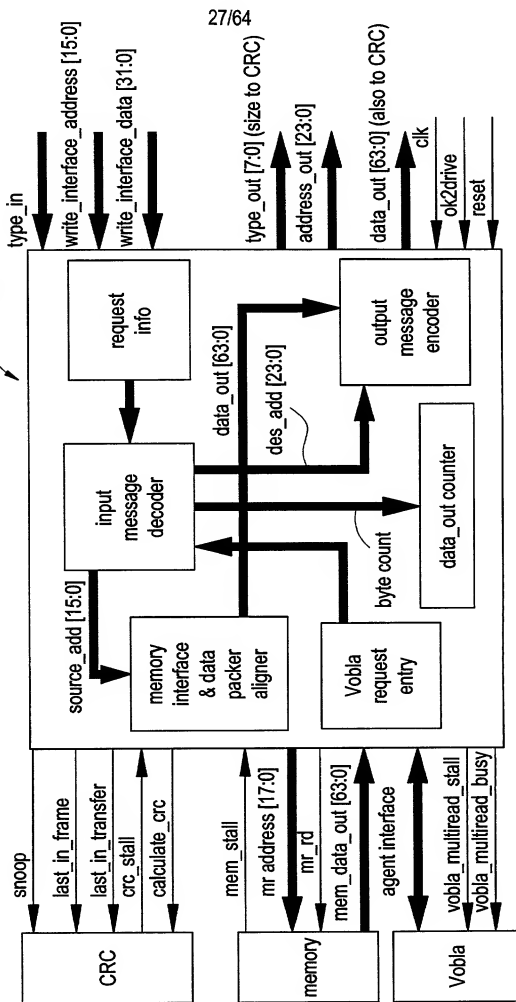 27/64
type_in
write_interface_address [15:0]
write_interface_data [31:0]
type_out [7:0] (size to CRC)
address_out [23:0]
data_out [63:0] (also to CRC)
clk
ok2drive
reset
request
info
data_out [63:0]
des_add [23:0]
output
message
encoder
input
message
decoder
byte count
data_out counter
source_add [15:0]
memory
interface
& data
packer
aligner
Vobla
request
entry
snoop
last_in_frame
last_in_transfer
crc_stall
calculate_crc
mem_stall
mr address [17:0]
mr_rd
mem_data_out [63:0]
agent interface
vobla_multiread_stall
vobla_multiread_busy
CRC
memory
Vobla